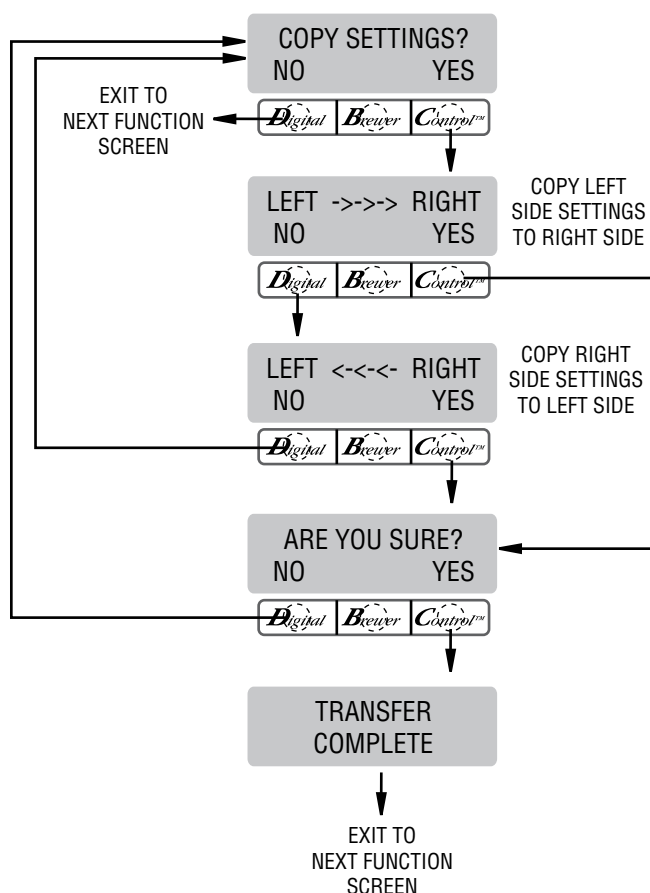 COPY SETTINGS?
NO YES
EXIT TO
NEXT FUNCTION
SCREEN
Digital Brewer Control™
LEFT ->->-> RIGHT
NO YES
COPY LEFT
SIDE SETTINGS
TO RIGHT SIDE
Digital Brewer Control™
LEFT <-<-<- RIGHT
NO YES
COPY RIGHT
SIDE SETTINGS
TO LEFT SIDE
Digital Brewer Control™
ARE YOU SURE?
NO YES
Digital Brewer Control™
TRANSFER
COMPLETE
EXIT TO
NEXT FUNCTION
SCREEN